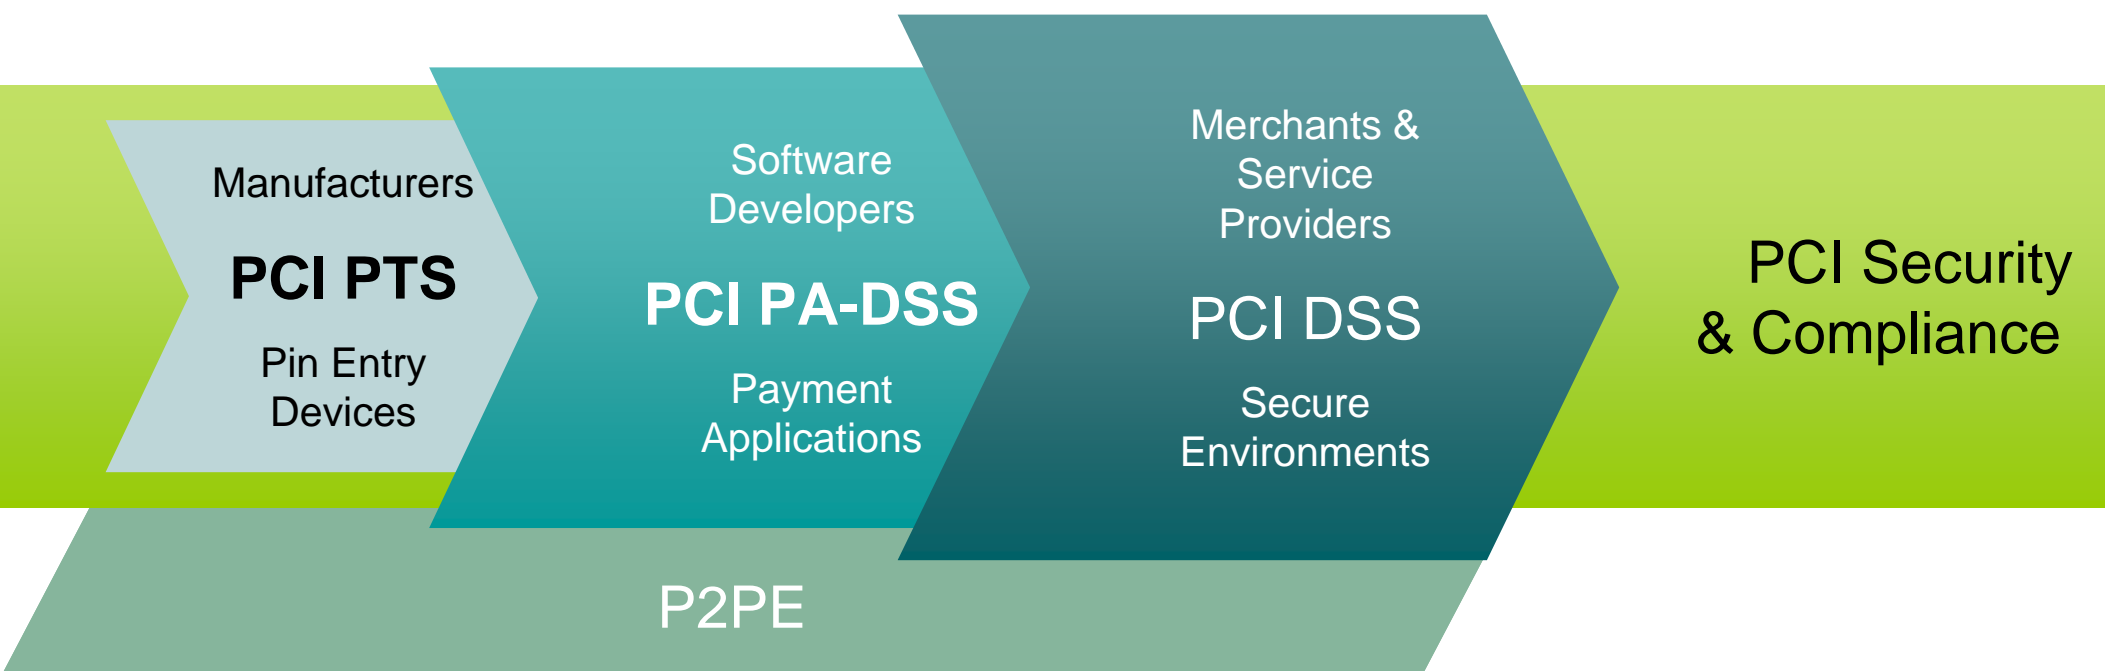 Manufacturers
PCI PTS
Pin Entry
Devices
Software
Developers
PCI PA-DSS
Payment
Applications
Merchants &
Service
Providers
PCI DSS
Secure
Environments
PCI Security
& Compliance
P2PE